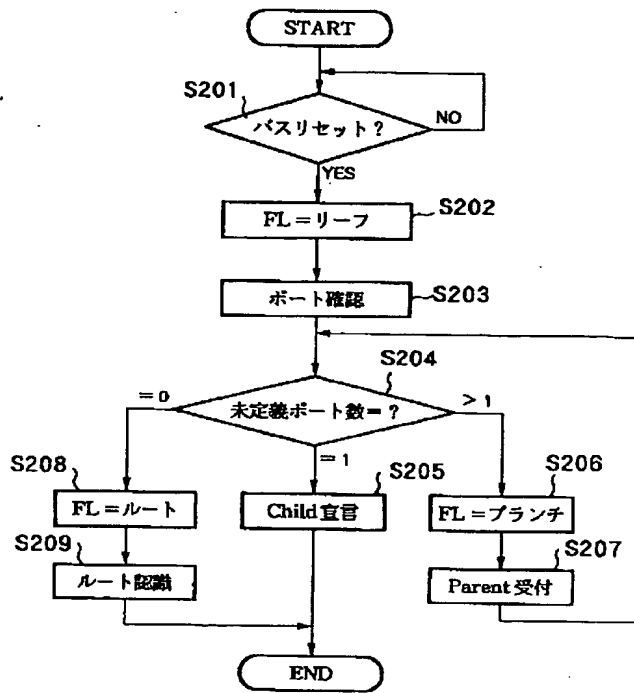 START
S201
バスリセット?
NO
YES
FL=リーフ
S202
ポート確認
S203
S204
未定義ポート数=?
=0
=1
>1
S208
FL=ルート
S205
Child宣言
S206
FL=ブランチ
S209
ルート認識
S207
Parent受付
END